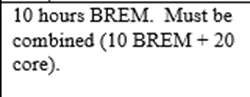 10 hours BREM.  Must be
combined (10 BREM + 20
core).